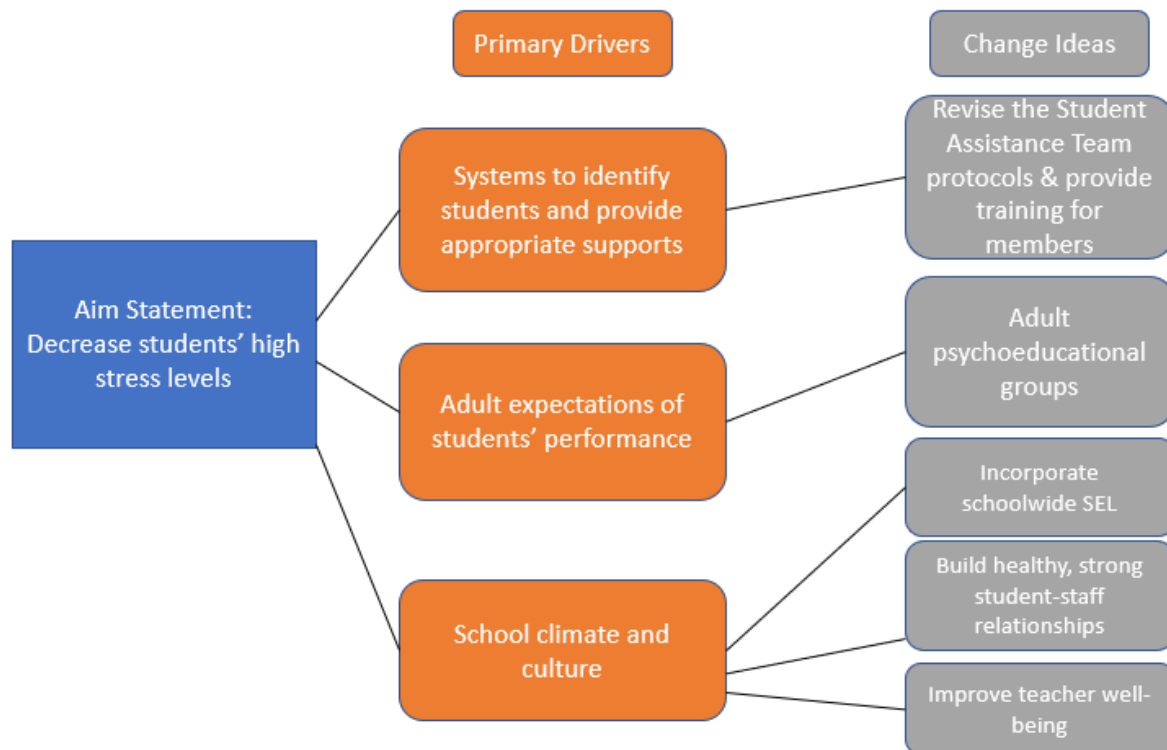 Primary Drivers
Change Ideas
Aim Statement:
Decrease students’ high
stress levels
Systems to identify
students and provide
appropriate supports
Revise the Student
Assistance Team
protocols & provide
training for
members
Adult expectations of
students’ performance
Adult
psychoeducational
groups
School climate and
culture
Incorporate
schoolwide SEL
Build healthy, strong
student-staff
relationships
Improve teacher well-
being